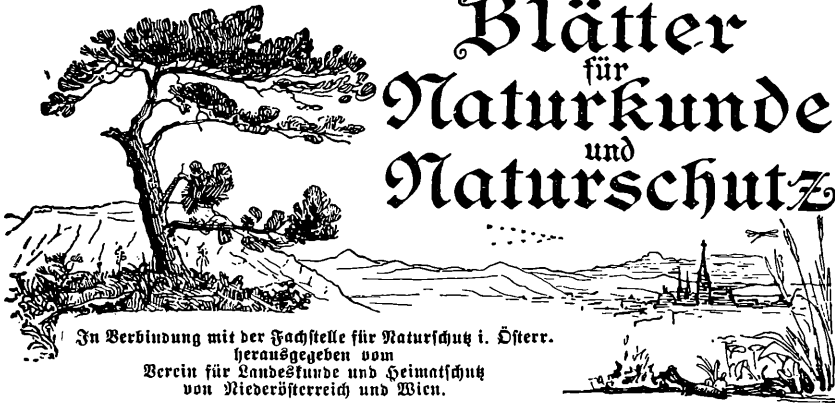 Blätter
für
Naturkunde
und
Naturschutz
In Verbindung mit der Fachstelle für Naturschutz i. Österr.
herausgegeben vom
Verein für Landeskunde und Heimatschutz
von Niederösterreich und Wien.